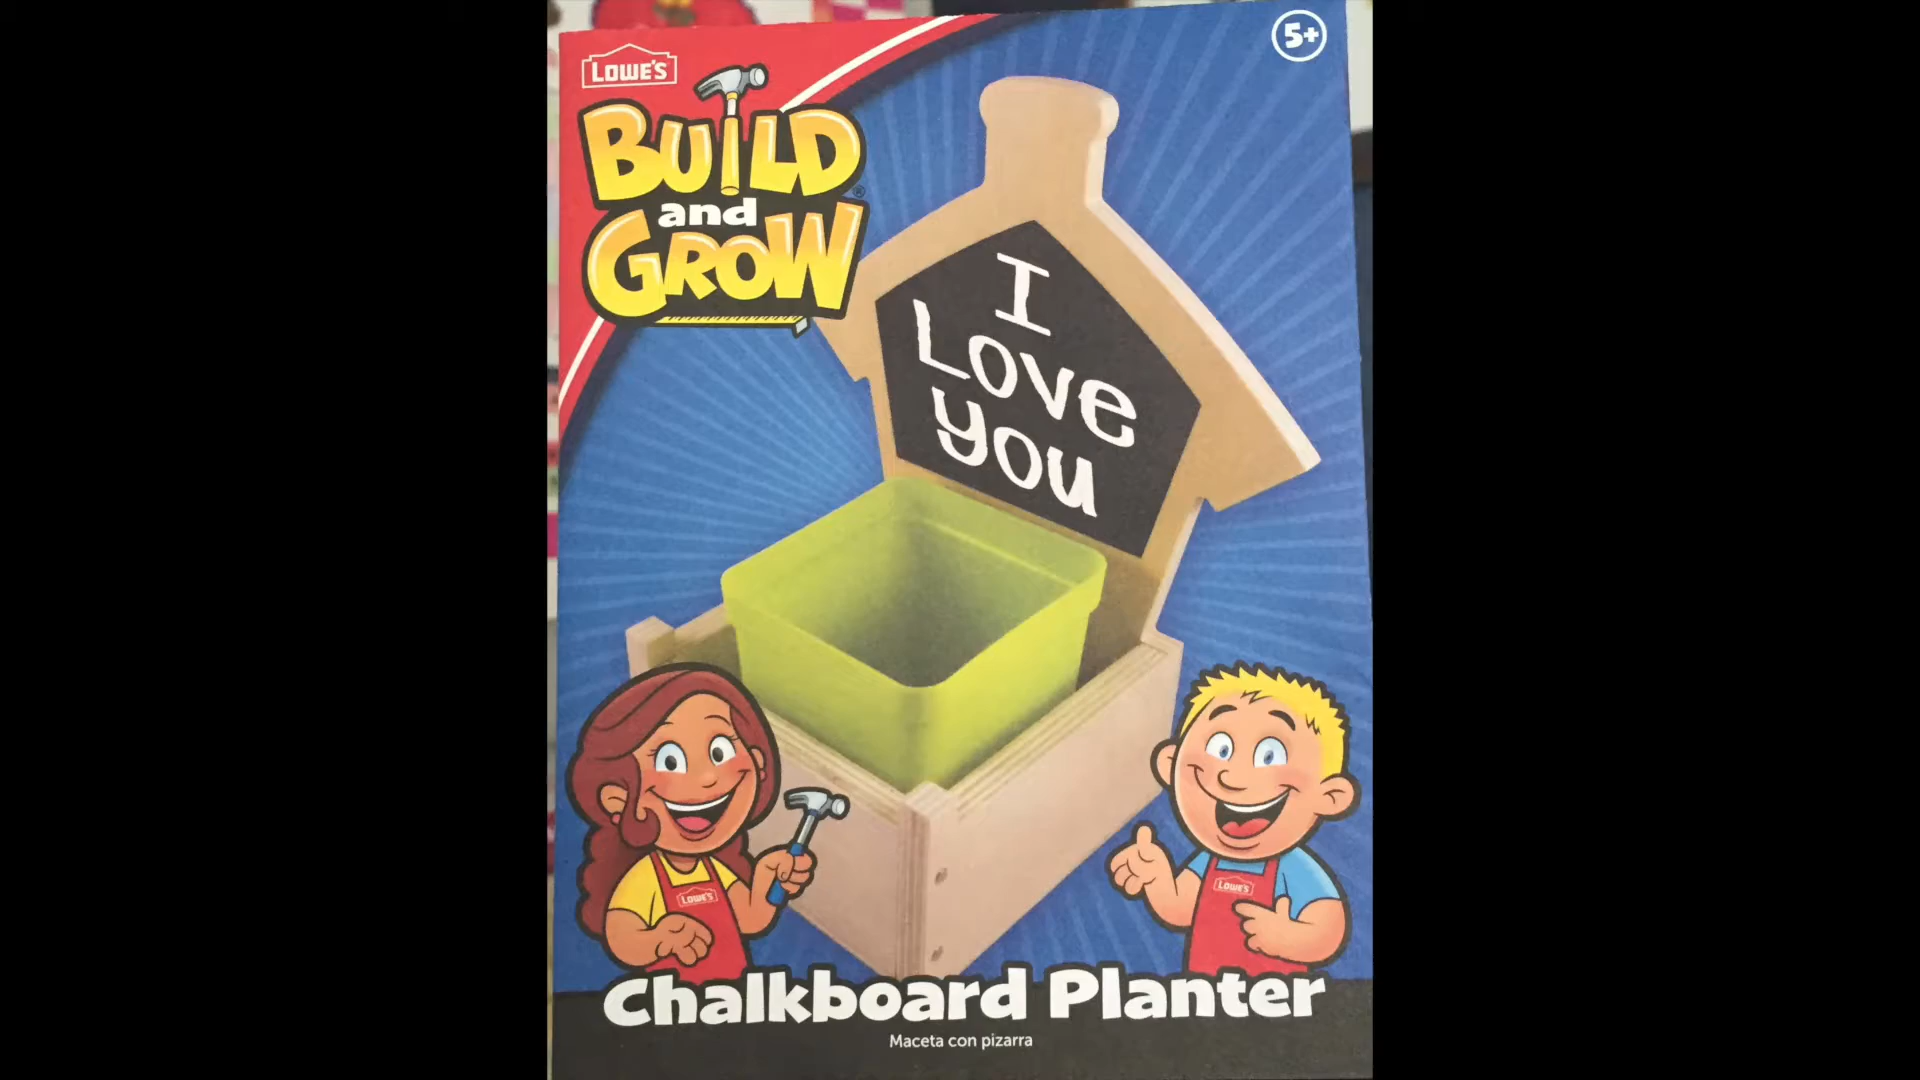 LOWE'S
BUILD
and
GROW
®
5+
I
Love
you
LOWE'S
LOWE'S
Chalkboard Planter
Maceta con pizarra